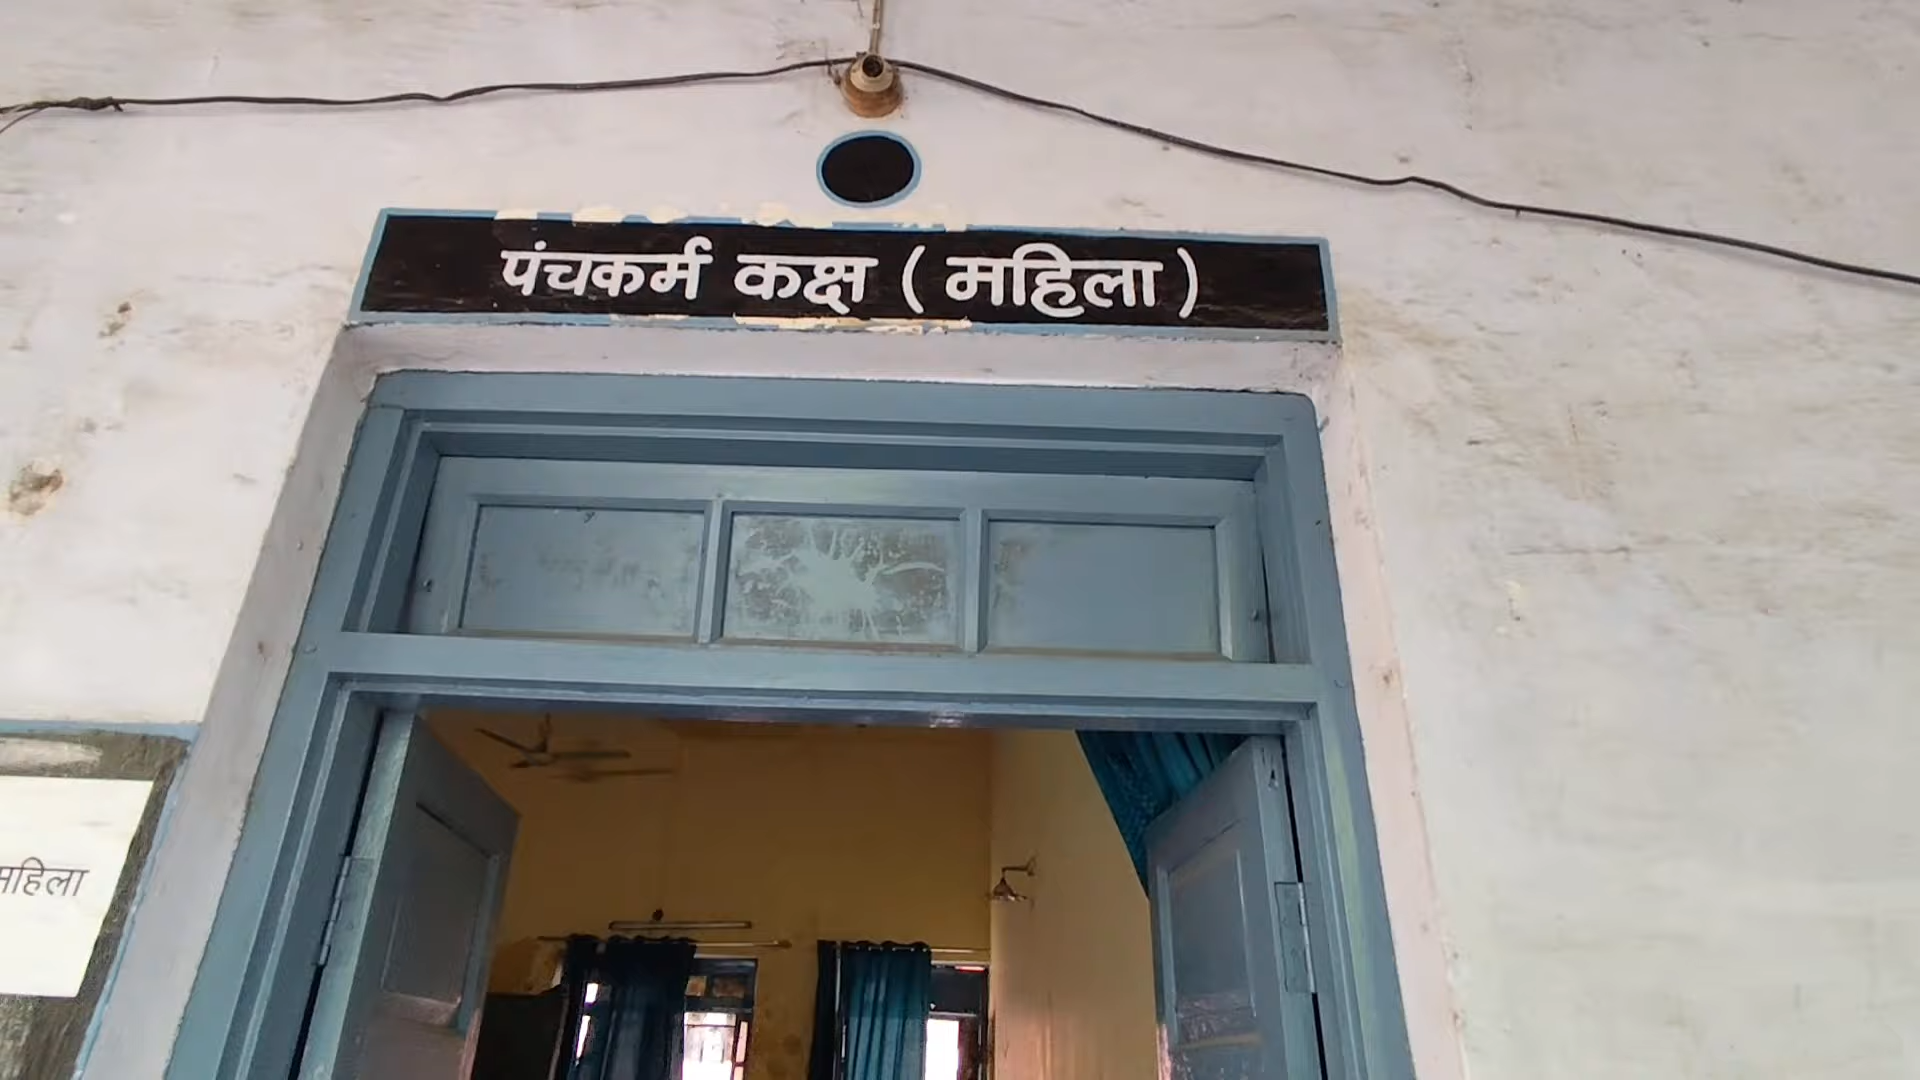 पंचकर्म कक्ष ( महिला )
महिला